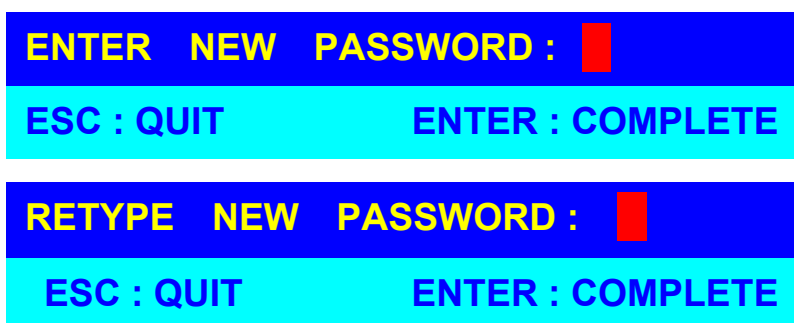 ENTER NEW PASSWORD :
ESC : QUIT ENTER : COMPLETE
RETYPE NEW PASSWORD :
ESC : QUIT ENTER : COMPLETE